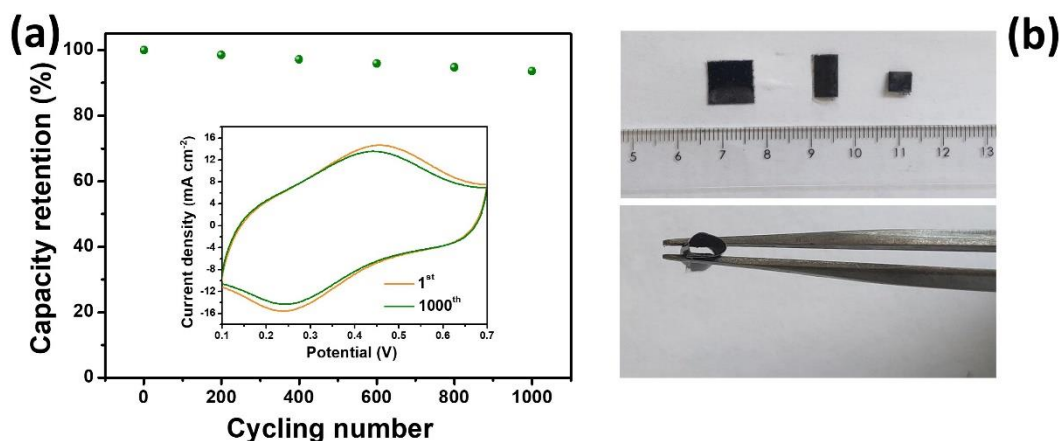 (a)
100
80
60
40
20
0
Capacity retention (%)
0 200 400 600 800 1000
Cycling number
16
12
8
4
0
-4
-8
-12
-16
Current density (mA cm⁻²)
1ˢᵗ
1000ᵗʰ
0.1 0.2 0.3 0.4 0.5 0.6 0.7
Potential (V)
(b)
5 6 7 8 9 10 11 12 13